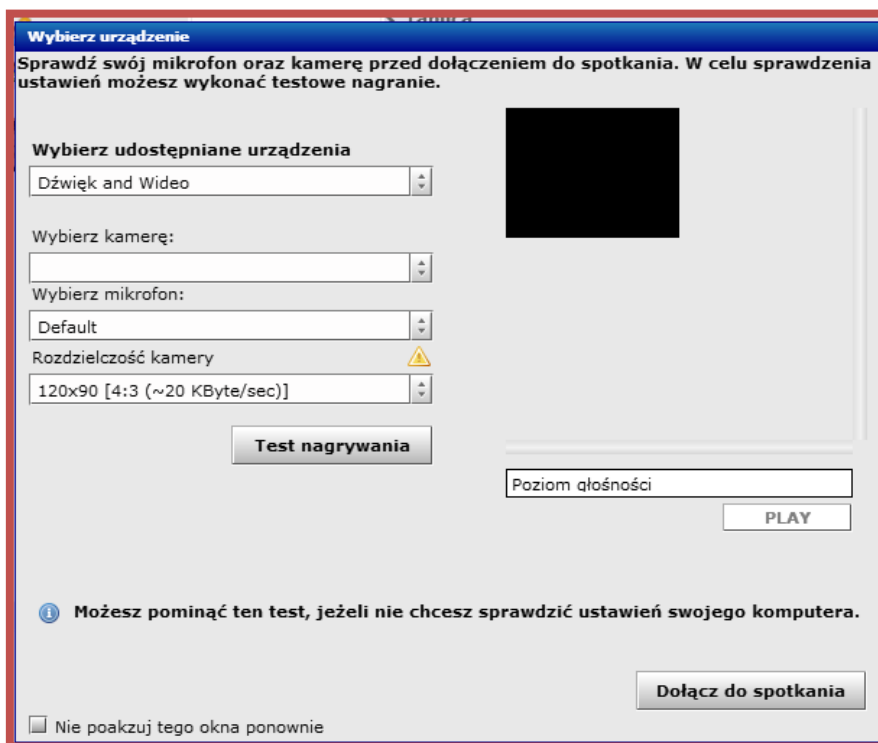 Wybierz urządzenie
Sprawdź swój mikrofon oraz kamerę przed dołączeniem do spotkania. W celu sprawdzenia
ustawień możesz wykonać testowe nagranie.
Wybierz udostępniane urządzenia
Dźwięk and Wideo
Wybierz kamerę:
Wybierz mikrofon:
Default
Rozdzielczość kamery
120x90 [4:3 (~20 KByte/sec)]
Test nagrywania
Poziom głośności
PLAY
Możesz pominąć ten test, jeżeli nie chcesz sprawdzić ustawień swojego komputera.
Dołącz do spotkania
Nie poakzuj tego okna ponownie